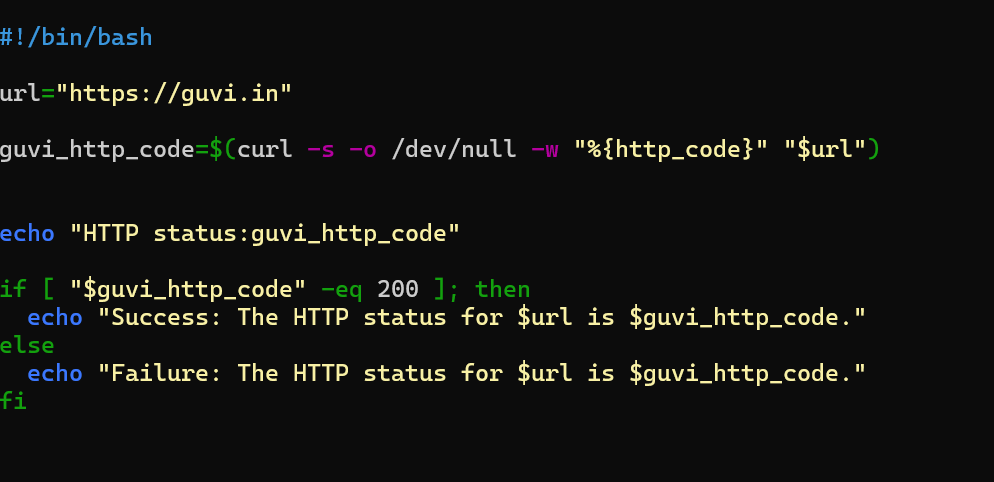 #!/bin/bash
url="https://guvi.in"
guvi_http_code=$(curl -s -o /dev/null -w "%{http_code}" "$url")
echo "HTTP status:guvi_http_code"
if [ "$guvi_http_code" -eq 200 ]; then
  echo "Success: The HTTP status for $url is $guvi_http_code."
else
  echo "Failure: The HTTP status for $url is $guvi_http_code."
fi